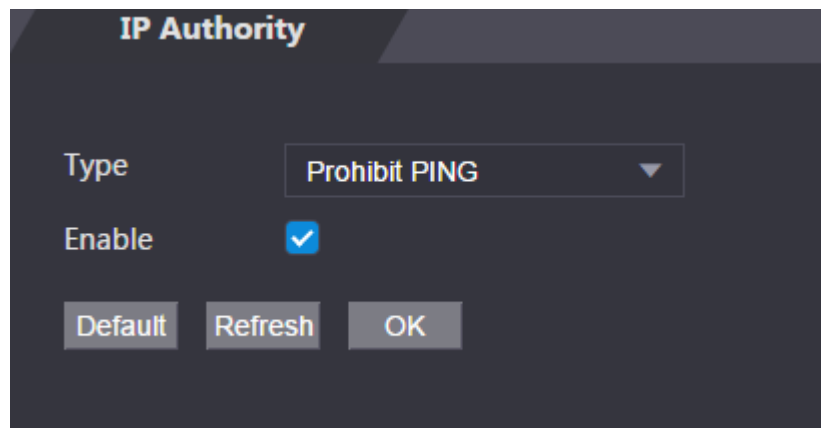 IP Authority
Type Prohibit PING
Enable
Default Refresh OK